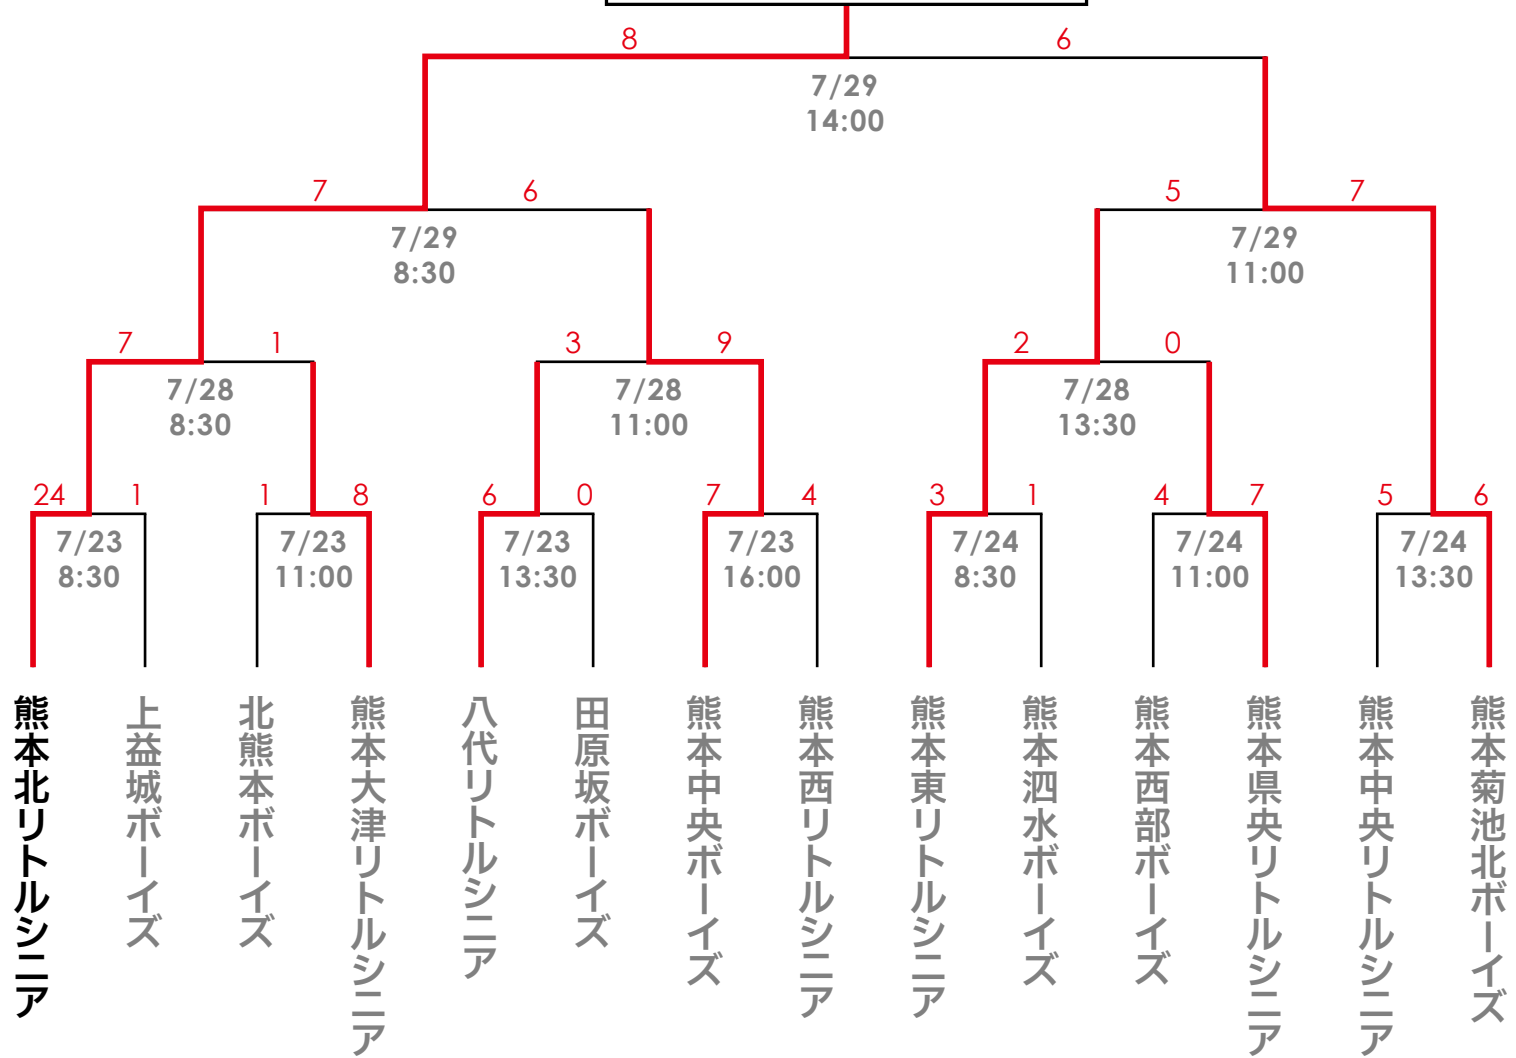 8 6
7/29
14:00
7 6 5 7
7/29 7/29
8:30 11:00
7 1 3 9 2 0
7/28 7/28 7/28
8:30 11:00 13:30
24 1 1 8 6 0 7 4 3 1 4 7 5 6
7/23 7/23 7/23 7/23 7/24 7/24 7/24
8:30 11:00 13:30 16:00 8:30 11:00 13:30
熊本北リトルシニア
上益城ボーイズ
北熊本ボーイズ
熊本大津リトルシニア
八代リトルシニア
田原坂ボーイズ
熊本中央ボーイズ
熊本西リトルシニア
熊本東リトルシニア
熊本泗水ボーイズ
熊本西部ボーイズ
熊本県央リトルシニア
熊本中央リトルシニア
熊本菊池北ボーイズ